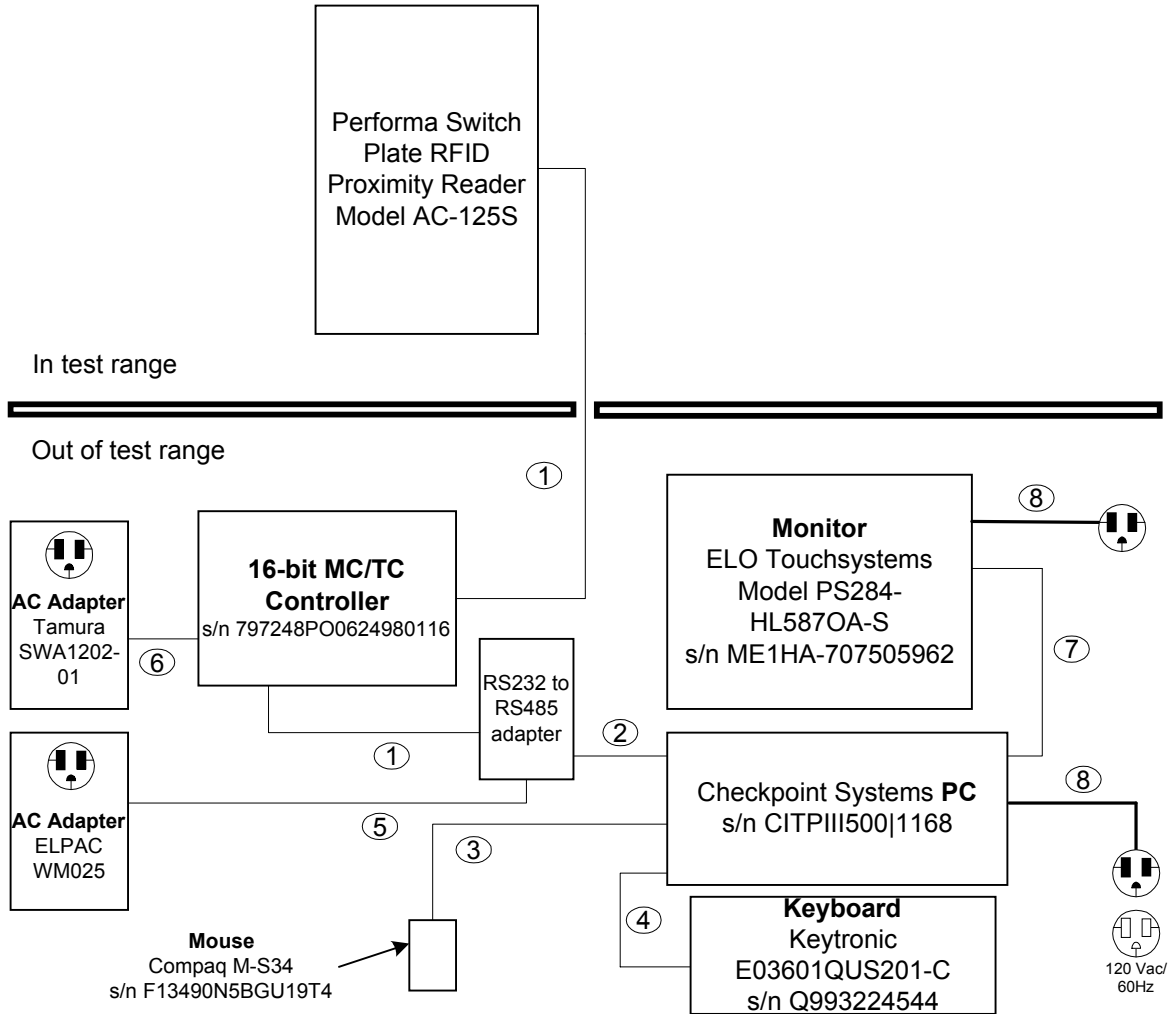 Performa Switch
Plate RFID
Proximity Reader
Model AC-125S
In test range
Out of test range
1
8
AC Adapter
Tamura
SWA1202-
01
16-bit MC/TC
Controller
s/n 797248PO0624980116
Monitor
ELO Touchsystems
Model PS284-
HL587OA-S
s/n ME1HA-707505962
6
7
RS232 to
RS485
adapter
1
2
AC Adapter
ELPAC
WM025
5
3
Checkpoint Systems PC
s/n CITPIII500|1168
8
4
Mouse
Compaq M-S34
s/n F13490N5BGU19T4
Keyboard
Keytronic
E03601QUS201-C
s/n Q993224544
120 Vac/
60Hz